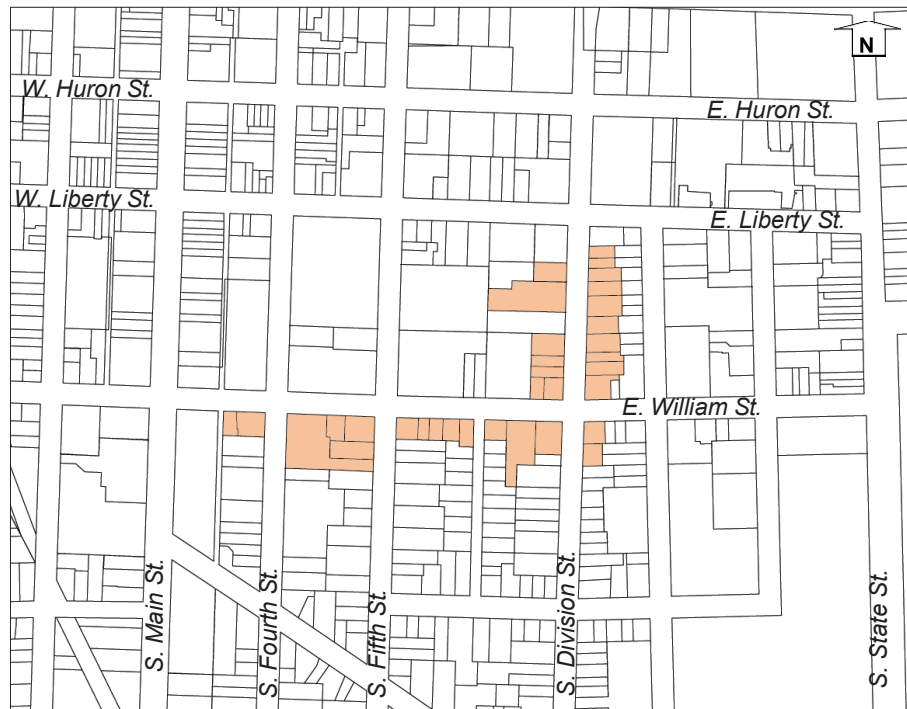 N
W. Huron St.
E. Huron St.
W. Liberty St.
E. Liberty St.
E. William St.
S. Main St.
S. Fourth St.
S. Fifth St.
S. Division St.
S. State St.